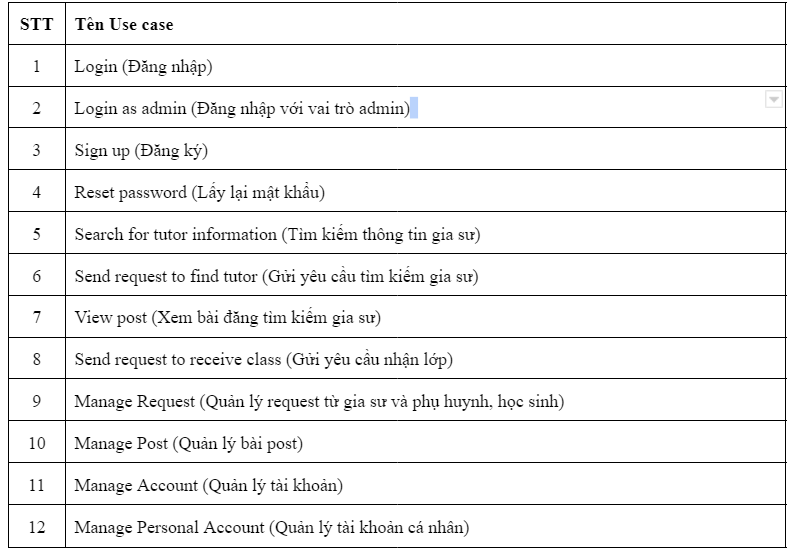 STT Tên Use case
1 Login (Đăng nhập)
2 Login as admin (Đăng nhập với vai trò admin)
3 Sign up (Đăng ký)
4 Reset password (Lấy lại mật khẩu)
5 Search for tutor information (Tìm kiếm thông tin gia sư)
6 Send request to find tutor (Gửi yêu cầu tìm kiếm gia sư)
7 View post (Xem bài đăng tìm kiếm gia sư)
8 Send request to receive class (Gửi yêu cầu nhận lớp)
9 Manage Request (Quản lý request từ gia sư và phụ huynh, học sinh)
10 Manage Post (Quản lý bài post)
11 Manage Account (Quản lý tài khoản)
12 Manage Personal Account (Quản lý tài khoản cá nhân)